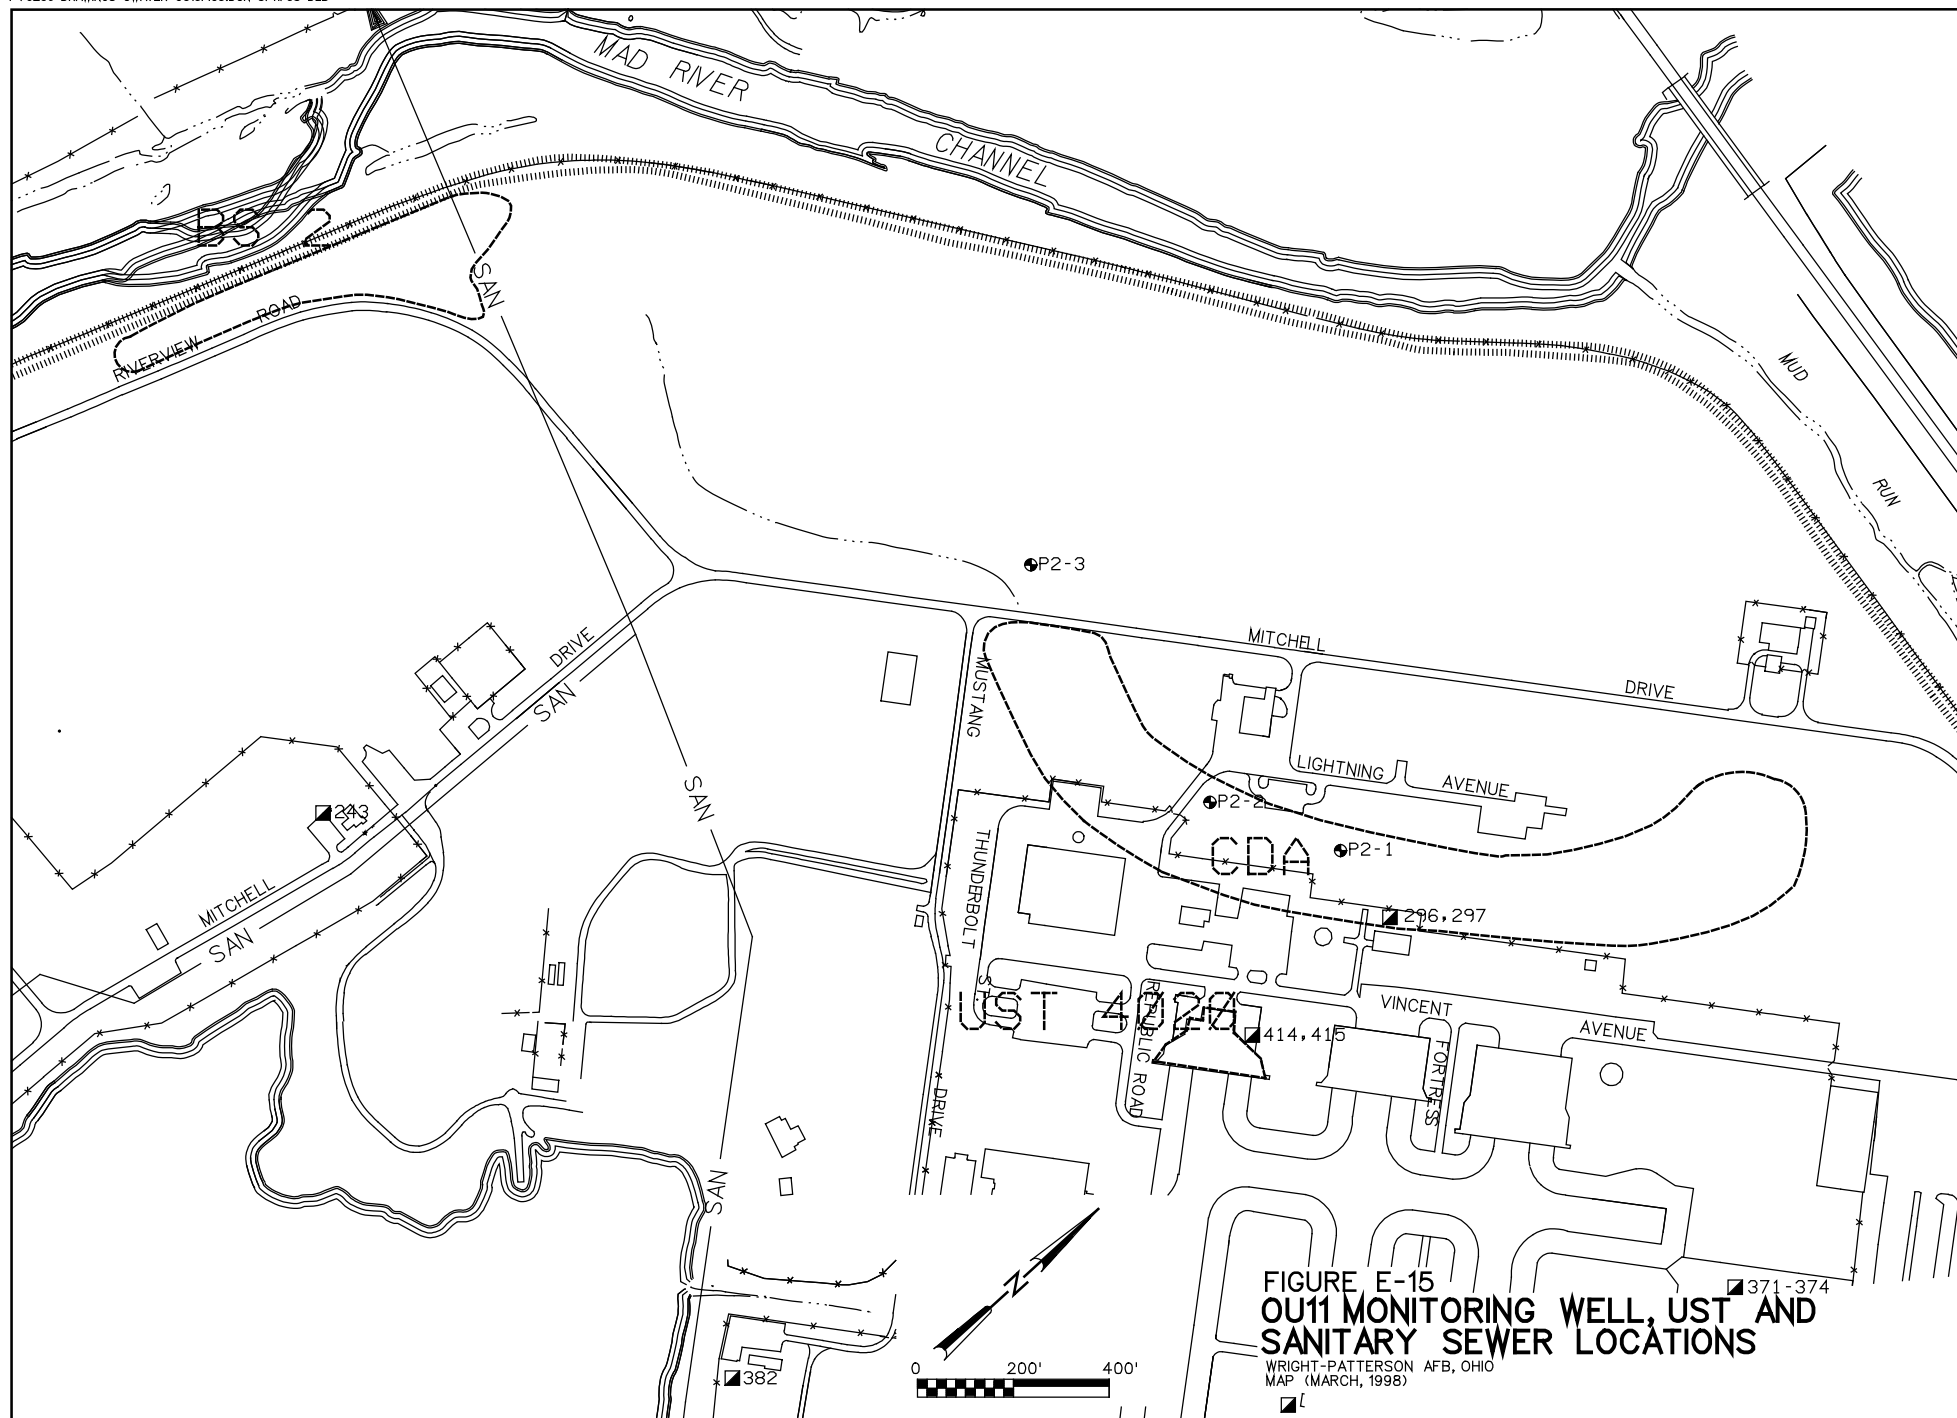 MAD RIVER
CHANNEL
BS 2
SAN
RIVERVIEW ROAD
MUD
RUN
P2-3
MITCHELL
DRIVE
DRIVE
SAN
MUSTANG
SAN
LIGHTNING AVENUE
243
P2-2
CDA
P2-1
THUNDERBOLT
ST.
MITCHELL
SAN
296,297
UST 4020
REPUBLIC ROAD
VINCENT
AVENUE
414,415
FORTRESS
DRIVE
SAN
N
371-374
382
0 200' 400'
FIGURE E-15
OU11 MONITORING WELL, UST AND
SANITARY SEWER LOCATIONS
WRIGHT-PATTERSON AFB, OHIO
MAP (MARCH, 1998)